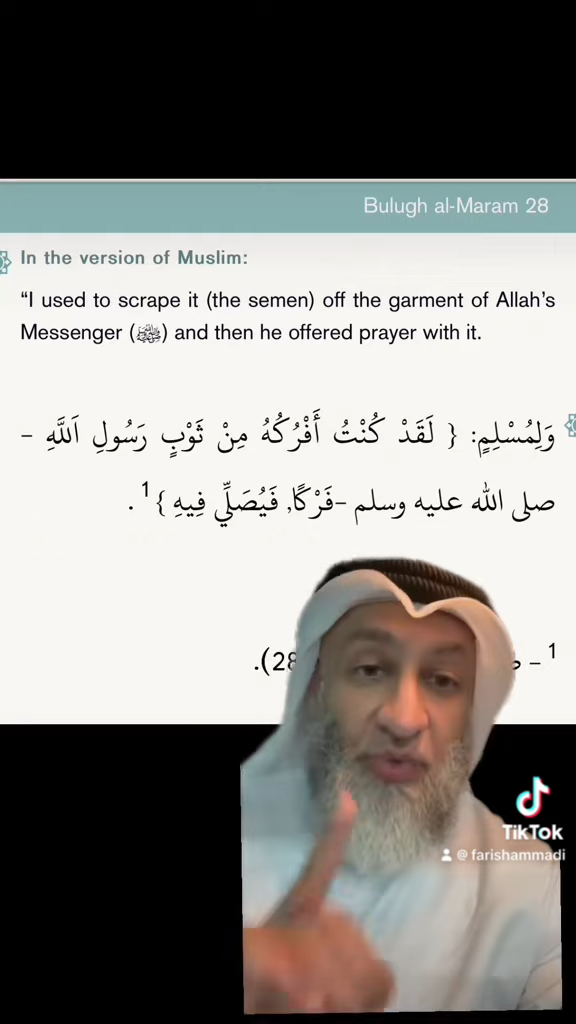 Bulugh al-Maram 28
In the version of Muslim:
“I used to scrape it (the semen) off the garment of Allah’s
Messenger (ﷺ) and then he offered prayer with it.
وَلِمُسْلِمٍ: { لَقَدْ كُنْتُ أَفْرُكُهُ مِنْ ثَوْبِ رَسُولِ اَللَّهِ –
صلى الله عليه وسلم –فَرْكًا, فَيُصَلِّي فِيهِ }1 .
1 –
28).
TikTok
@farishammadi